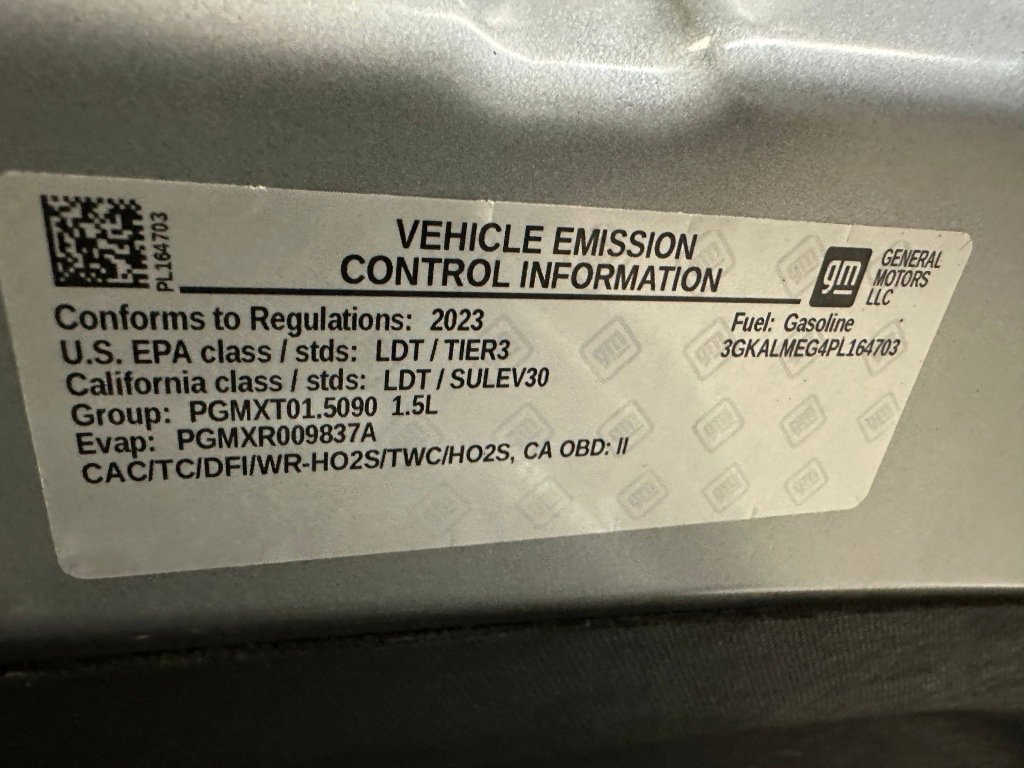 PL164703
VEHICLE EMISSION
CONTROL INFORMATION
gm
GENERAL
MOTORS
LLC
Conforms to Regulations: 2023
Fuel: Gasoline
U.S. EPA class / stds: LDT / TIER3
3GKALMEG4PL164703
California class / stds: LDT / SULEV30
Group: PGMXT01.5090 1.5L
Evap: PGMXR009837A
CAC/TC/DFI/WR-HO2S/TWC/HO2S, CA OBD: II